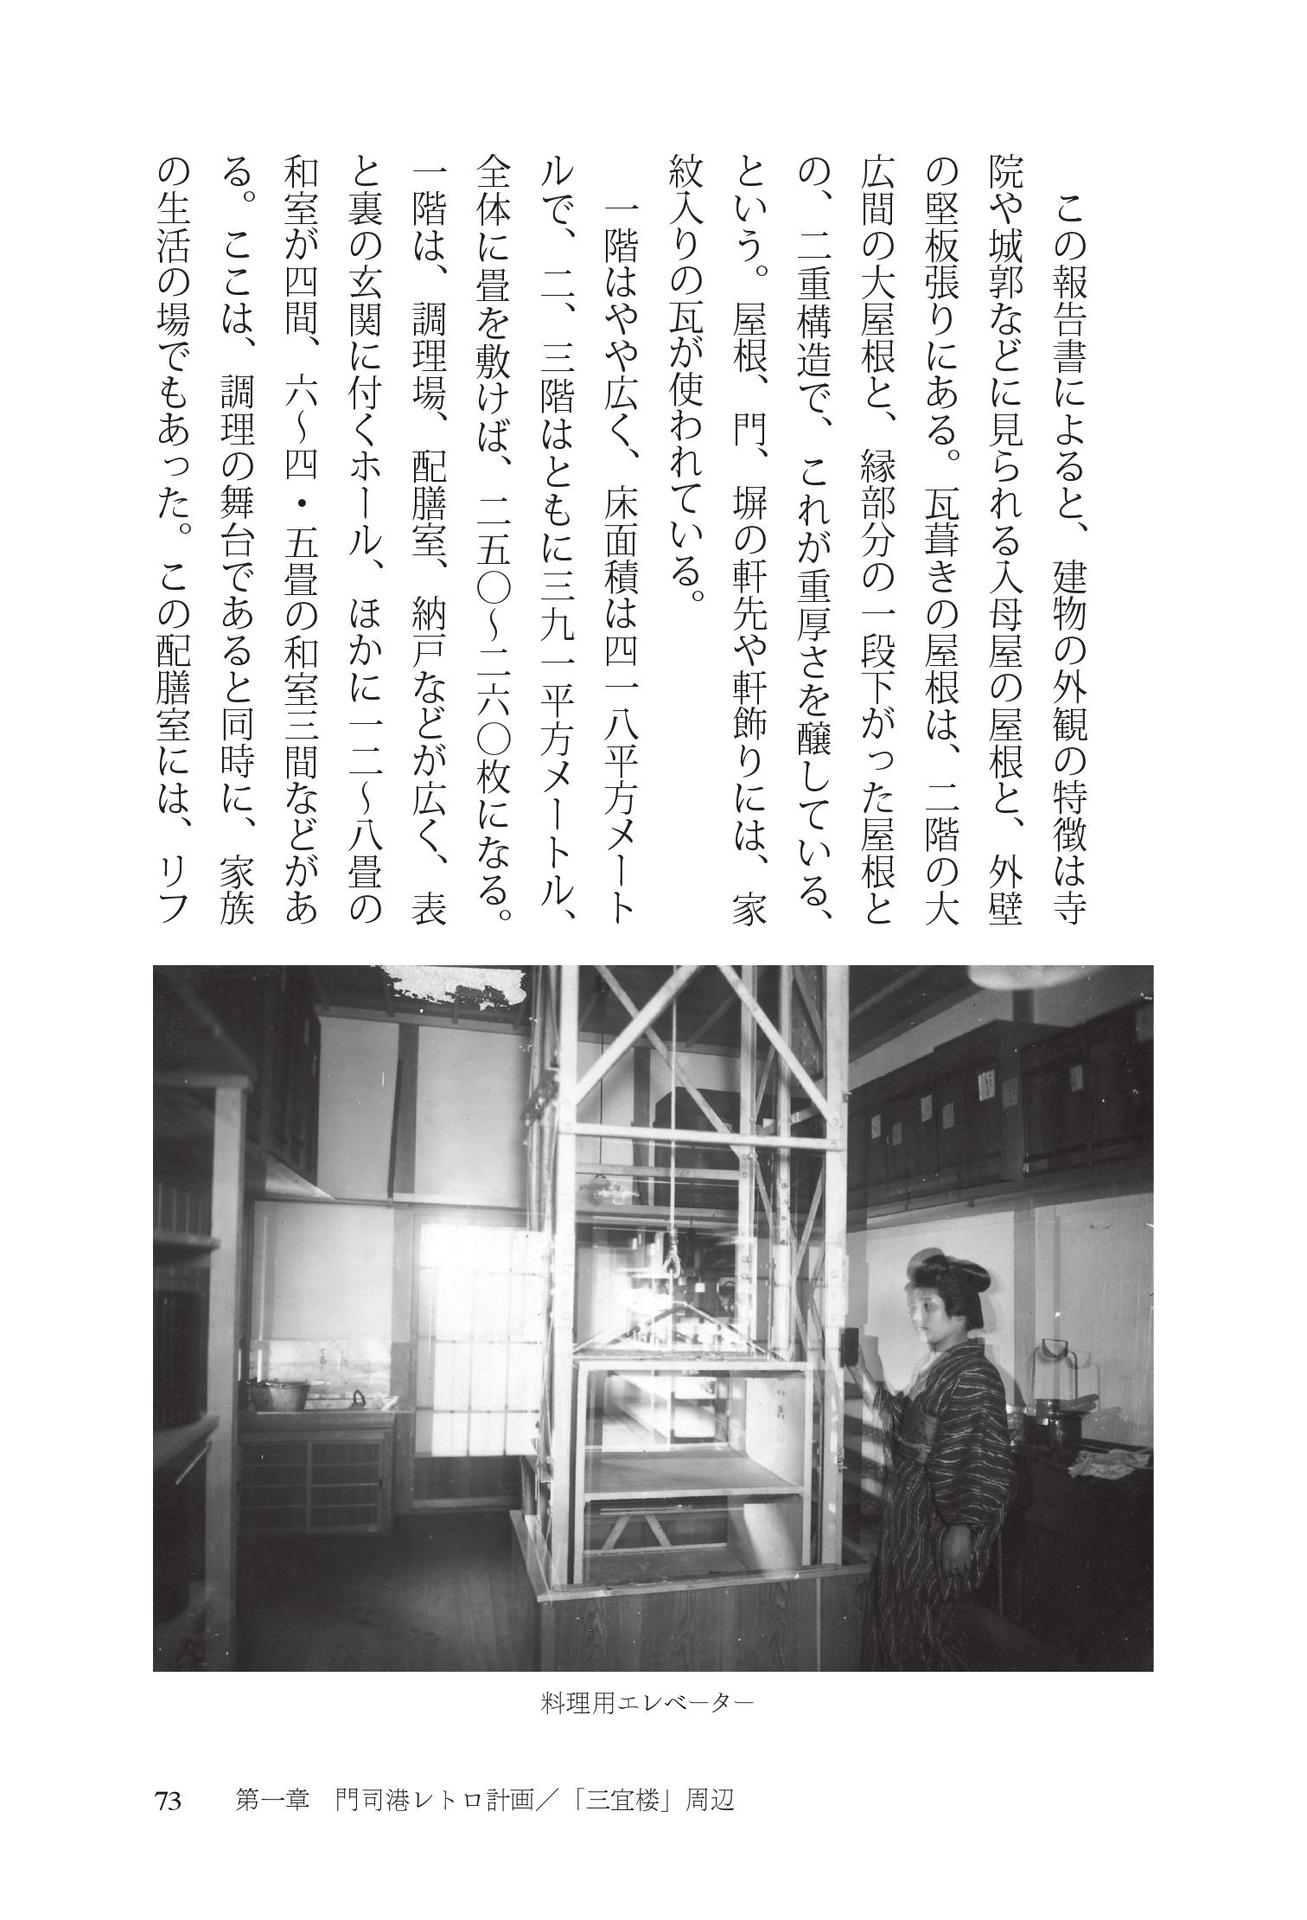 この報告書によると、建物の外観の特徴は寺
院や城郭などに見られる入母屋の屋根と、外壁
の堅板張りにある。瓦葺きの屋根は、二階の大
広間の大屋根と、縁部分の一段下がった屋根と
の、二重構造で、これが重厚さを醸している、
という。屋根、門、塀の軒先や軒飾りには、家
紋入りの瓦が使われている。
一階はやや広く、床面積は四一八平方メート
ルで、二、三階はともに三九一平方メートル、
全体に畳を敷けば、二五〇～二六〇枚になる。
一階は、調理場、配膳室、納戸などが広く、表
と裏の玄関に付くホール、ほかに一二～八畳の
和室が四間、六～四・五畳の和室三間などがあ
る。ここは、調理の舞台であると同時に、家族
の生活の場でもあった。この配膳室には、リフ
料理用エレベーター
73　第一章　門司港レトロ計画／「三宜楼」周辺